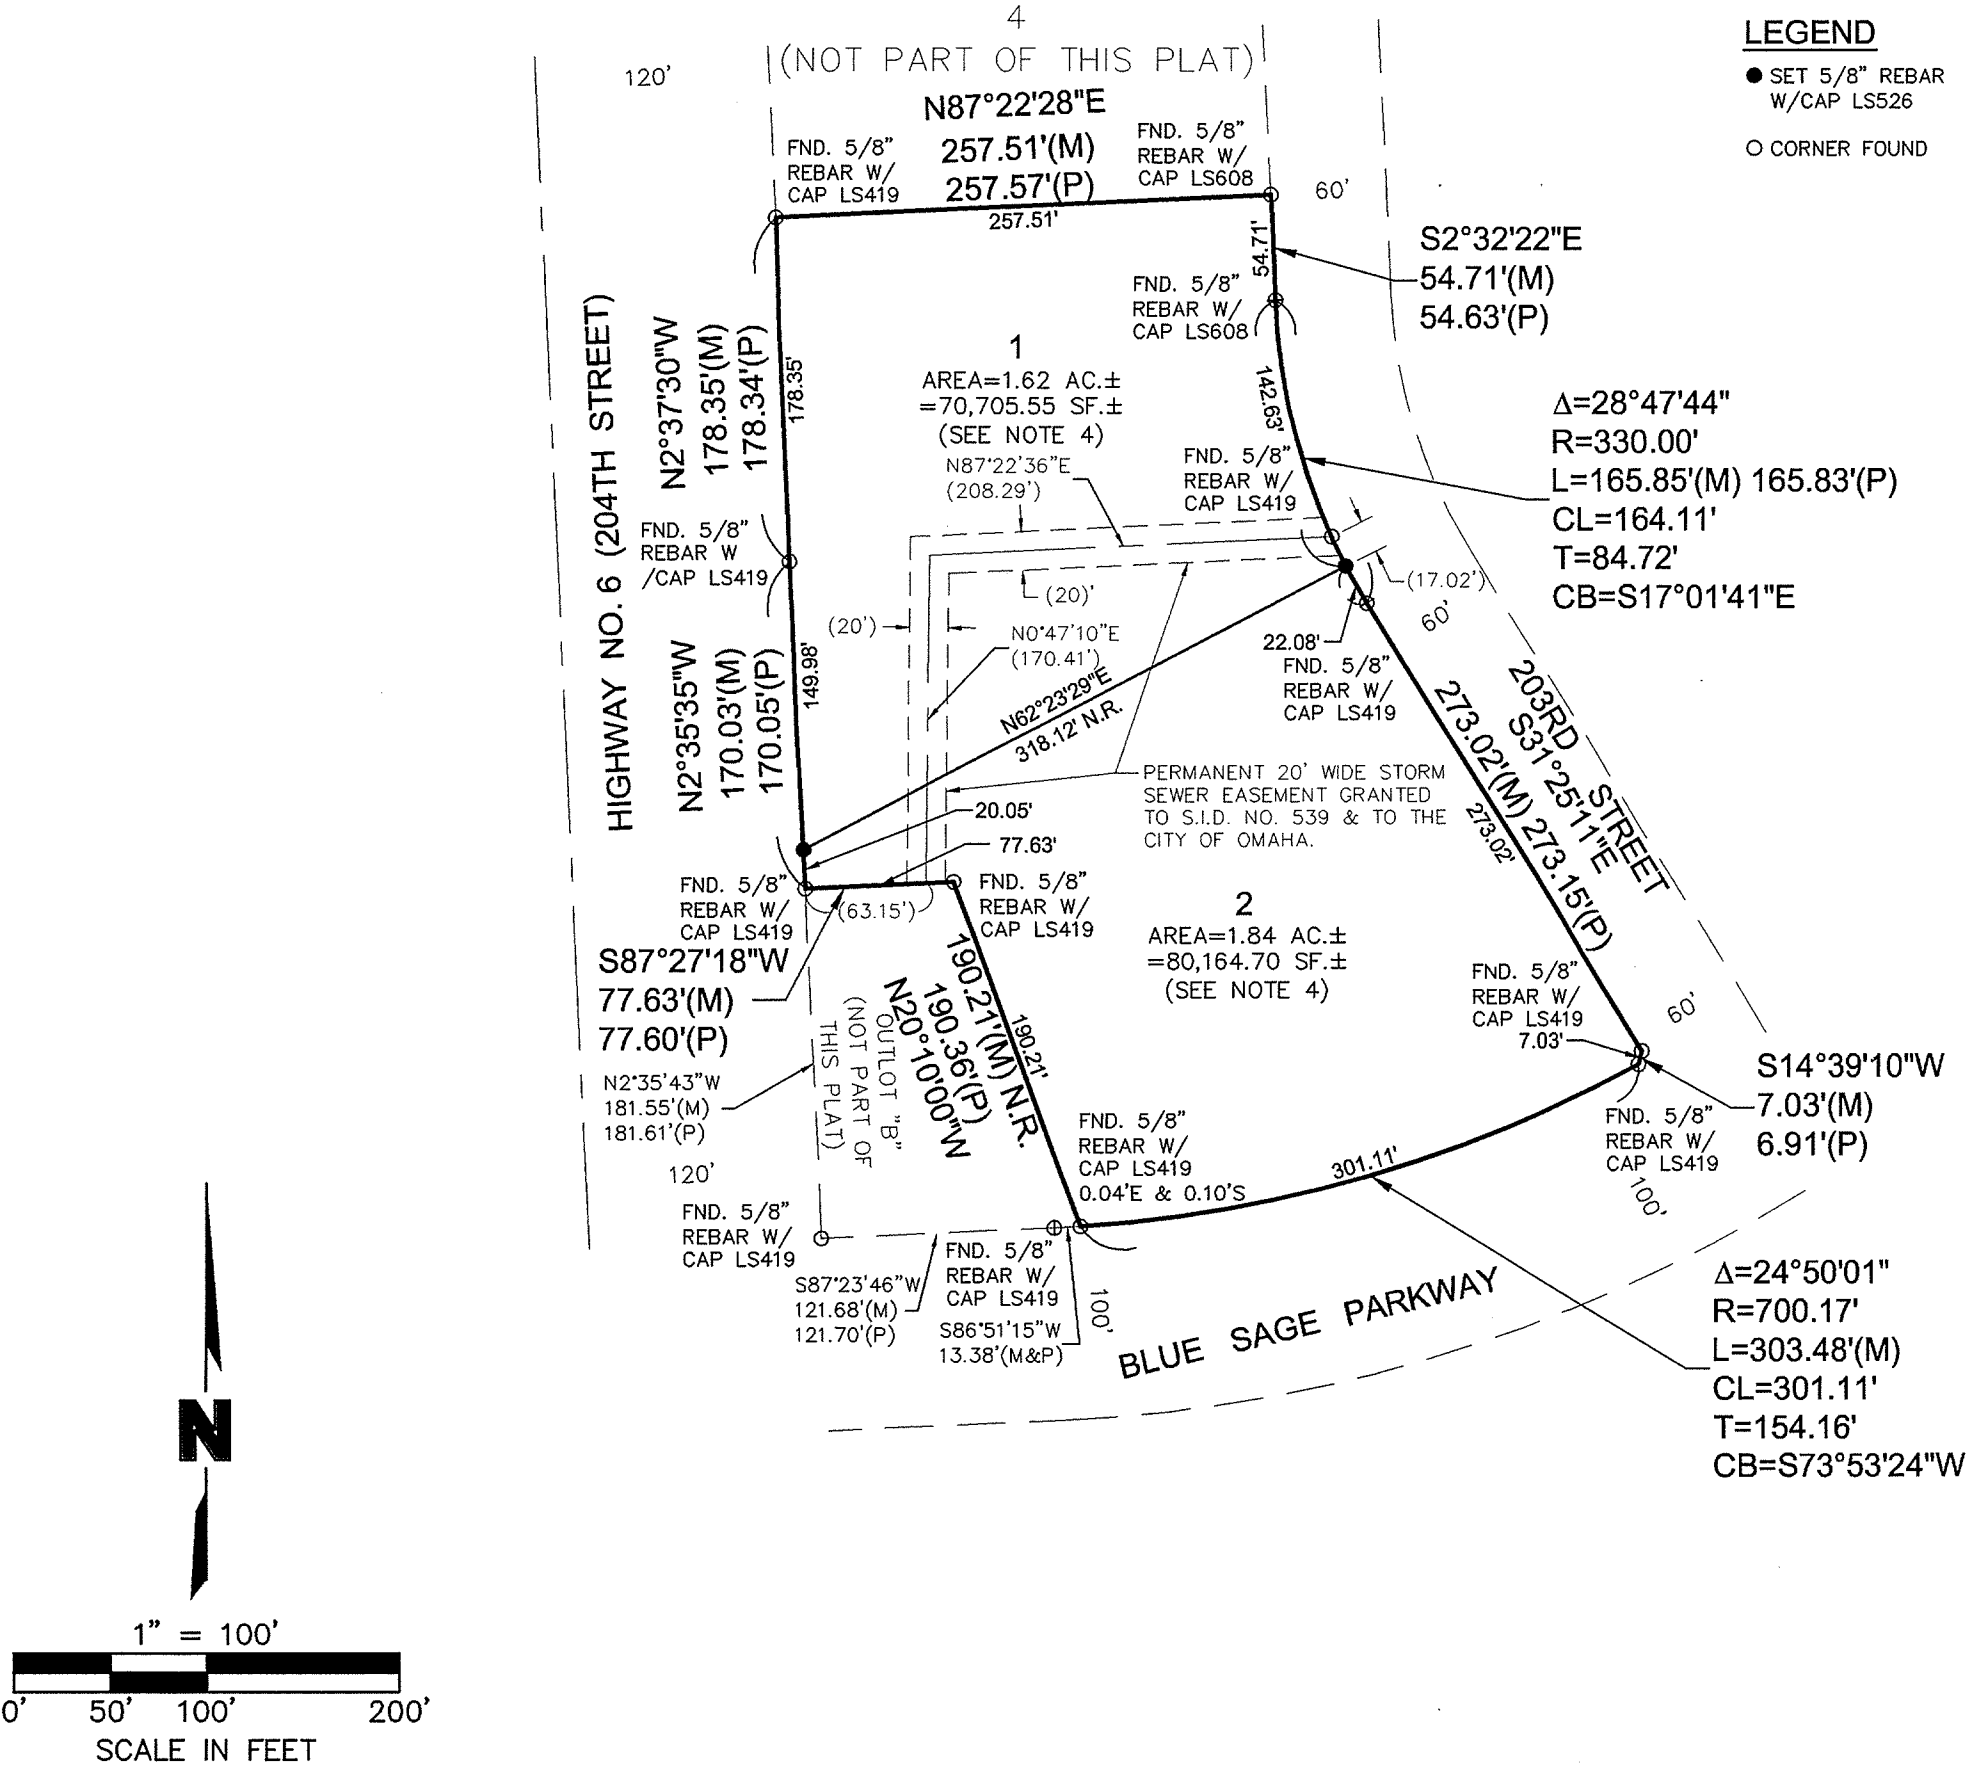 4
(NOT PART OF THIS PLAT)
120'
N87°22'28"E
257.51'(M)
257.57'(P)
257.51'
FND. 5/8"
REBAR W/
CAP LS419
FND. 5/8"
REBAR W/
CAP LS608
60'
LEGEND
● SET 5/8" REBAR
W/CAP LS526
○ CORNER FOUND
54.71'
S2°32'22"E
54.71'(M)
54.63'(P)
FND. 5/8"
REBAR W/
CAP LS608
HIGHWAY NO. 6 (204TH STREET)
N2°37'30"W
178.35'(M)
178.34'(P)
178.35'
1
AREA=1.62 AC.±
=70,705.55 SF.±
(SEE NOTE 4)
142.63'
Δ=28°47'44"
R=330.00'
L=165.85'(M) 165.83'(P)
CL=164.11'
T=84.72'
CB=S17°01'41"E
N87°22'36"E
(208.29')
FND. 5/8"
REBAR W/
CAP LS419
FND. 5/8"
REBAR W
/CAP LS419
(17.02')
(20)'
(20')
N0°47'10"E
(170.41')
60'
22.08'
FND. 5/8"
REBAR W/
CAP LS419
N2°35'35"W
170.03'(M)
170.05'(P)
149.98'
N62°23'29"E
318.12' N.R.
203RD STREET
S31°25'11"E
273.02'(M) 273.15'(P)
273.02'
PERMANENT 20' WIDE STORM
SEWER EASEMENT GRANTED
TO S.I.D. NO. 539 & TO THE
CITY OF OMAHA.
20.05'
77.63'
FND. 5/8"
REBAR W/
CAP LS419
(63.15')
FND. 5/8"
REBAR W/
CAP LS419
S87°27'18"W
77.63'(M)
77.60'(P)
2
AREA=1.84 AC.±
=80,164.70 SF.±
(SEE NOTE 4)
190.21'(M) N.R.
190.36'(P)
N20°10'00"W
190.21'
OUTLOT "B"
(NOT PART OF
THIS PLAT)
N2°35'43"W
181.55'(M)
181.61'(P)
FND. 5/8"
REBAR W/
CAP LS419
7.03'
60'
S14°39'10"W
7.03'(M)
6.91'(P)
FND. 5/8"
REBAR W/
CAP LS419
100'
FND. 5/8"
REBAR W/
CAP LS419
0.04'E & 0.10'S
301.11'
120'
FND. 5/8"
REBAR W/
CAP LS419
S87°23'46"W
121.68'(M)
121.70'(P)
FND. 5/8"
REBAR W/
CAP LS419
S86°51'15"W
13.38'(M&P)
100'
BLUE SAGE PARKWAY
Δ=24°50'01"
R=700.17'
L=303.48'(M)
CL=301.11'
T=154.16'
CB=S73°53'24"W
N
1" = 100'
0' 50' 100' 200'
SCALE IN FEET